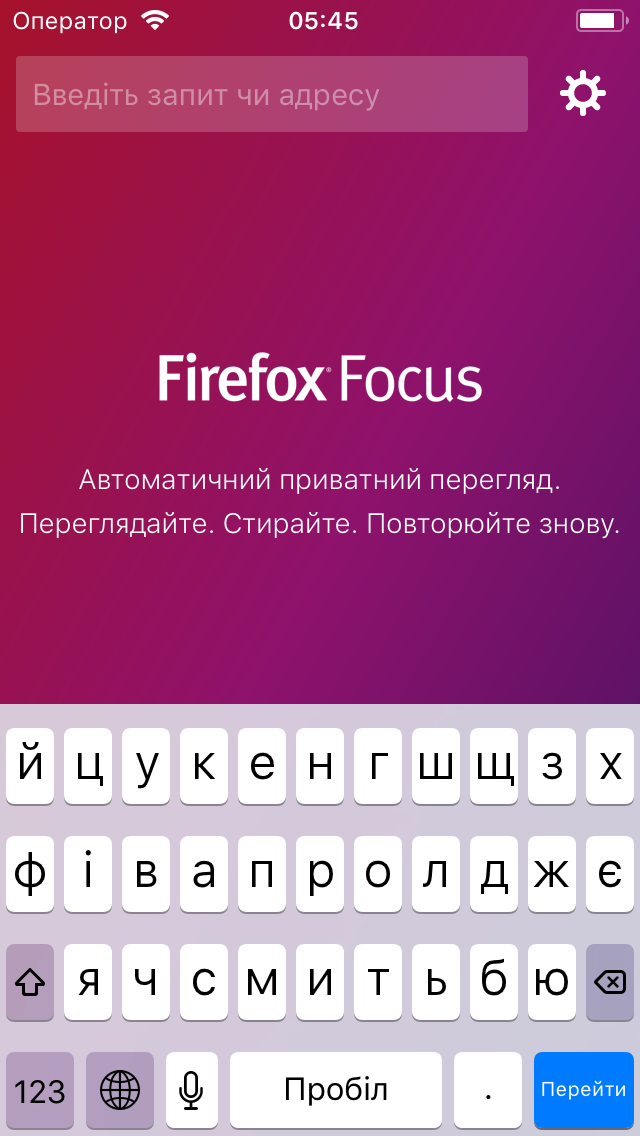 Оператор 05:45
Введіть запит чи адресу
Firefox® Focus
Автоматичний приватний перегляд.
Переглядайте. Стирайте. Повторюйте знову.
й ц у к е н г ш щ з х
ф і в а п р о л д ж є
я ч с м и т ь б ю
123 Пробіл . Перейти